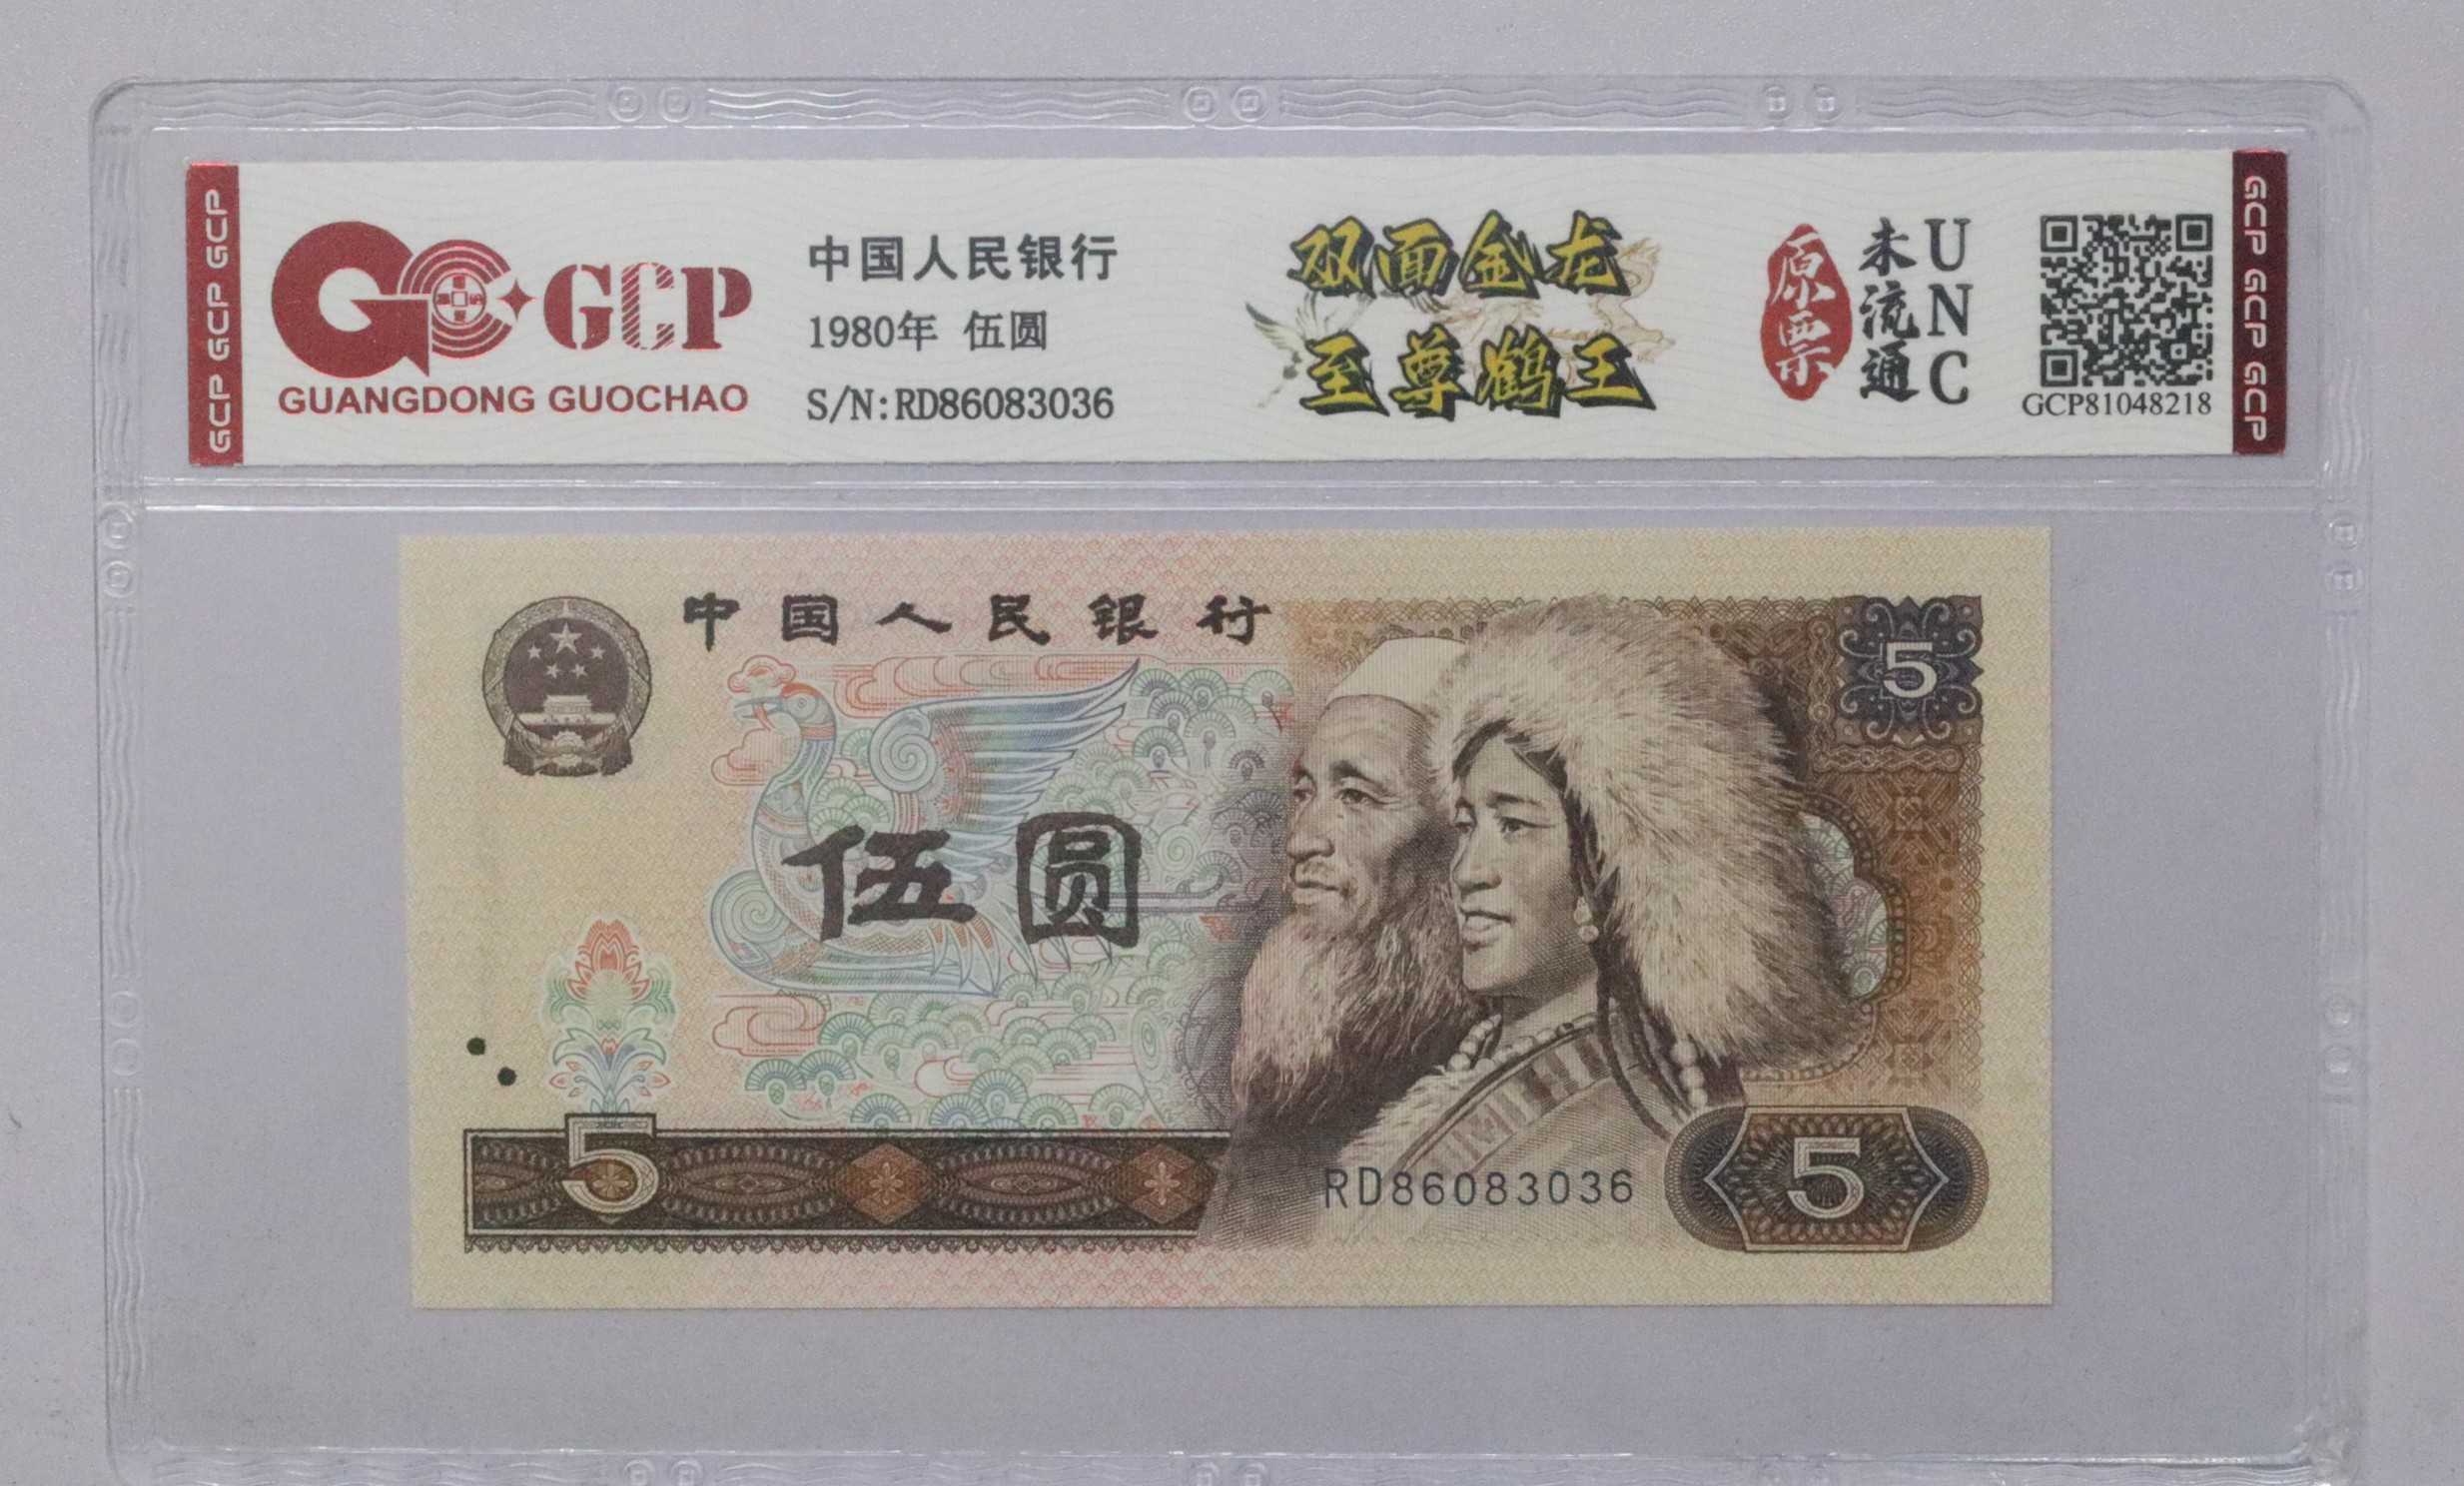 GCP GCP GCP
GCP
GUANGDONG GUOCHAO
中国人民银行
1980年 伍圆
S/N:RD86083036
双面金龙
至尊鹤王
原票
未流通
UNC
GCP81048218
GCP GCP GCP
中国人民银行
5
伍圆
5
RD86083036
5